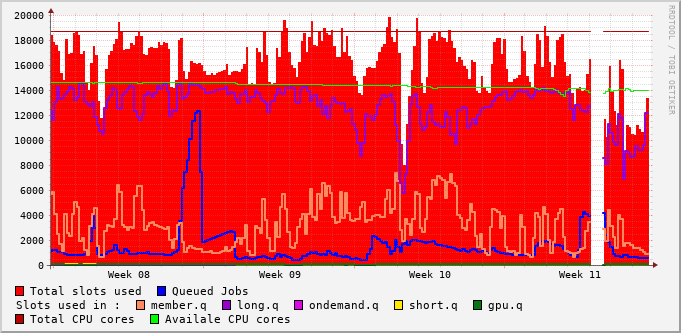 RRDTOOL / TOBI OETIKER
20000
18000
16000
14000
12000
10000
8000
6000
4000
2000
0
Week 08 Week 09 Week 10 Week 11
Total slots used Queued Jobs
Slots used in : member.q long.q ondemand.q short.q gpu.q
Total CPU cores Availale CPU cores